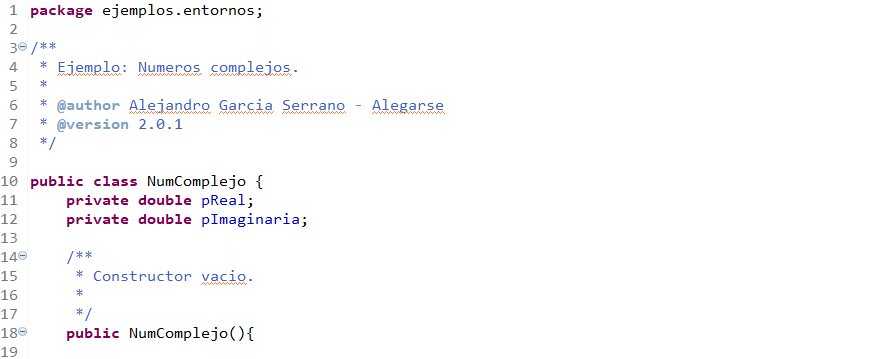 1 package ejemplos.entornos;
2
3 /**
4  * Ejemplo: Numeros complejos.
5  *
6  * @author Alejandro Garcia Serrano - Alegarse
7  * @version 2.0.1
8  */
9
10 public class NumComplejo {
11     private double pReal;
12     private double pImaginaria;
13
14     /**
15      * Constructor vacio.
16      *
17      */
18     public NumComplejo(){
19